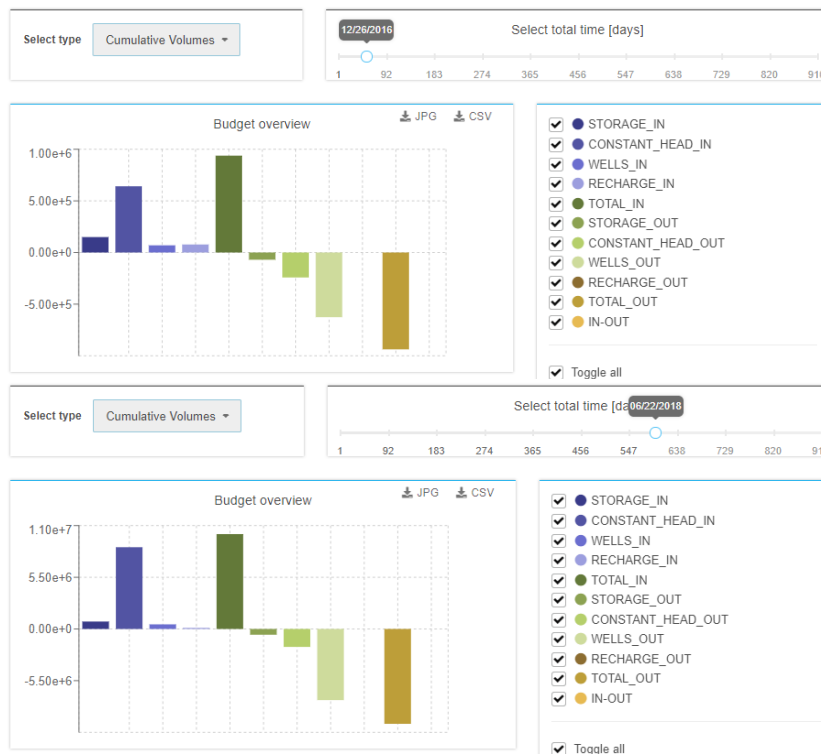 Select type Cumulative Volumes
12/26/2016 Select total time [days]
1 92 183 274 365 456 547 638 729 820 910
Budget overview JPG CSV
1.00e+6
5.00e+5
0.00e+0
-5.00e+5
STORAGE_IN
CONSTANT_HEAD_IN
WELLS_IN
RECHARGE_IN
TOTAL_IN
STORAGE_OUT
CONSTANT_HEAD_OUT
WELLS_OUT
RECHARGE_OUT
TOTAL_OUT
IN-OUT
Toggle all
Select type Cumulative Volumes
Select total time [da 06/22/2018
1 92 183 274 365 456 547 638 729 820 91
Budget overview JPG CSV
1.10e+7
5.50e+6
0.00e+0
-5.50e+6
STORAGE_IN
CONSTANT_HEAD_IN
WELLS_IN
RECHARGE_IN
TOTAL_IN
STORAGE_OUT
CONSTANT_HEAD_OUT
WELLS_OUT
RECHARGE_OUT
TOTAL_OUT
IN-OUT
Toggle all